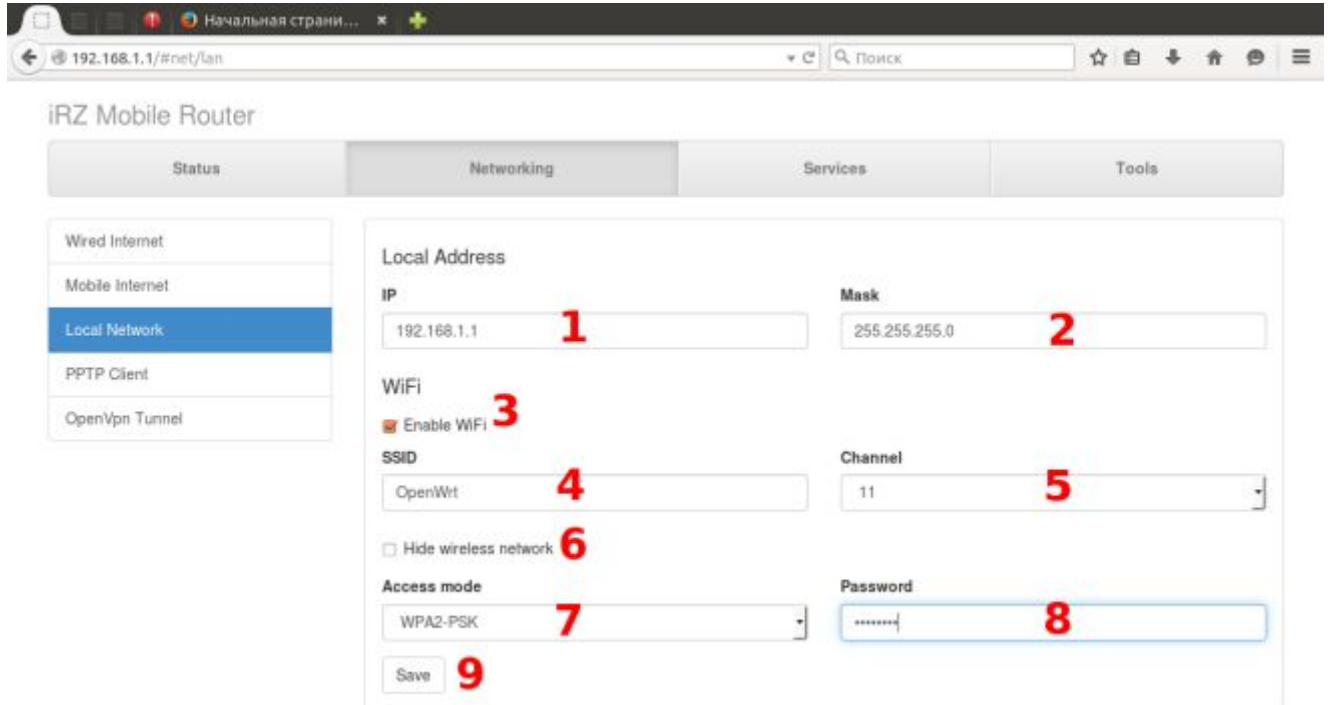 Начальная страни...
192.168.1.1/#net/lan
Поиск
iRZ Mobile Router
Status Networking Services Tools
Wired Internet
Mobile Internet
Local Network
PPTP Client
OpenVpn Tunnel
Local Address
IP Mask
192.168.1.1 1 255.255.255.0 2
WiFi
Enable WiFi 3
SSID Channel
OpenWrt 4 11 5
Hide wireless network 6
Access mode Password
WPA2-PSK 7 •••••••• 8
Save 9